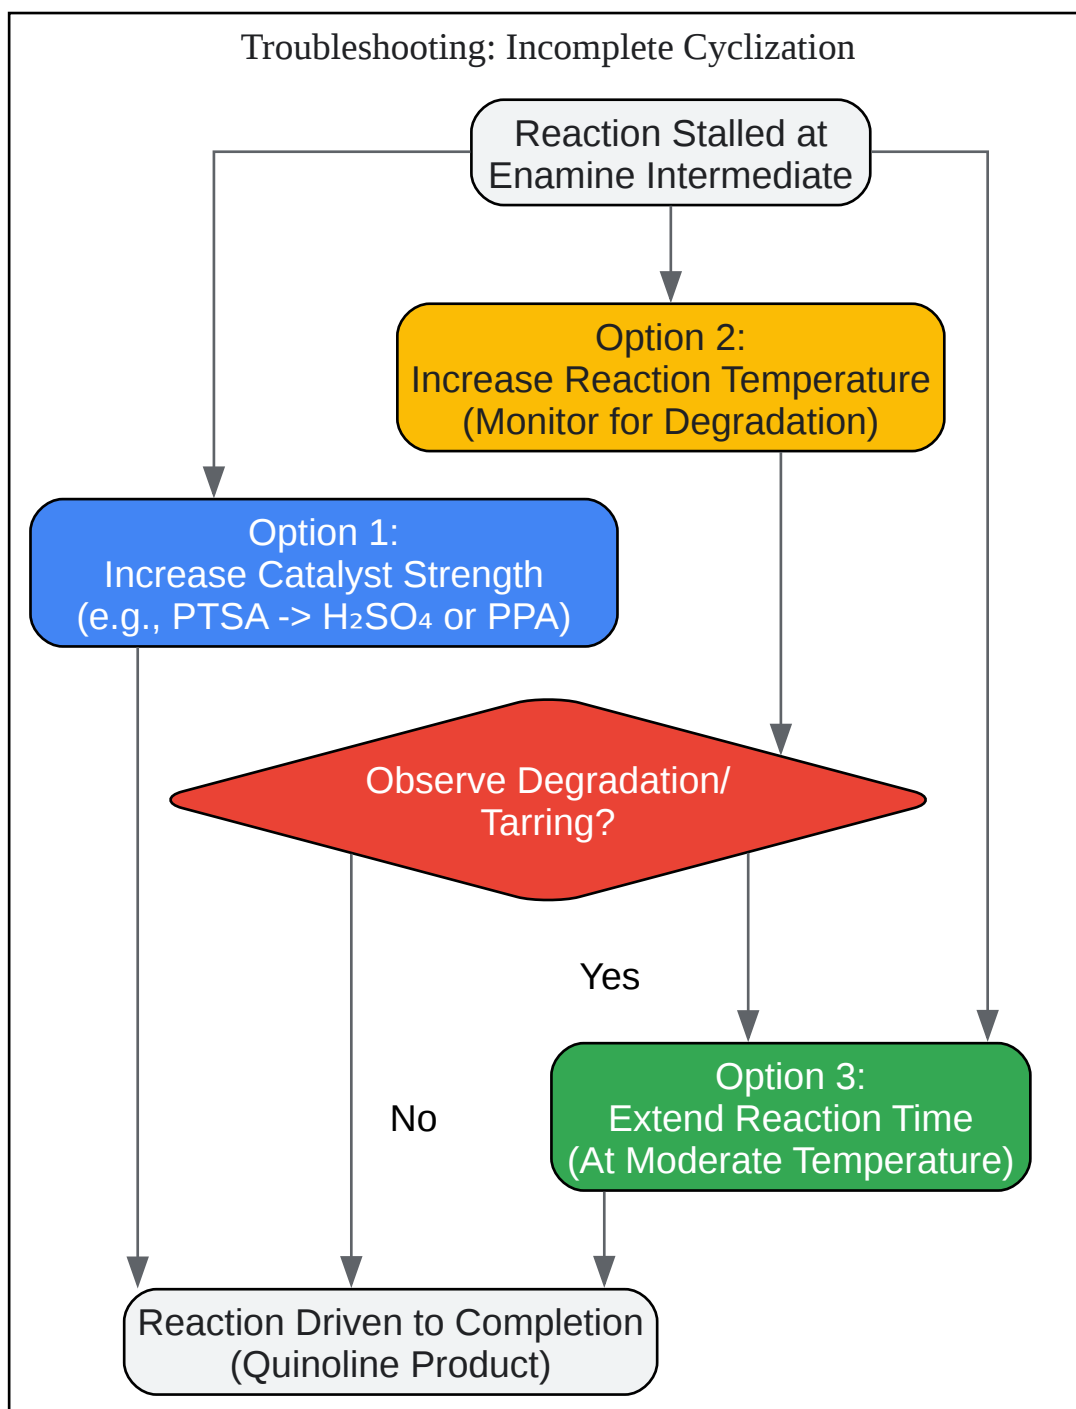 Troubleshooting: Incomplete Cyclization
Reaction Stalled at
Enamine Intermediate
Option 2:
Increase Reaction Temperature
(Monitor for Degradation)
Option 1:
Increase Catalyst Strength
(e.g., PTSA -> H₂SO₄ or PPA)
Observe Degradation/
Tarring?
Yes
No
Option 3:
Extend Reaction Time
(At Moderate Temperature)
Reaction Driven to Completion
(Quinoline Product)